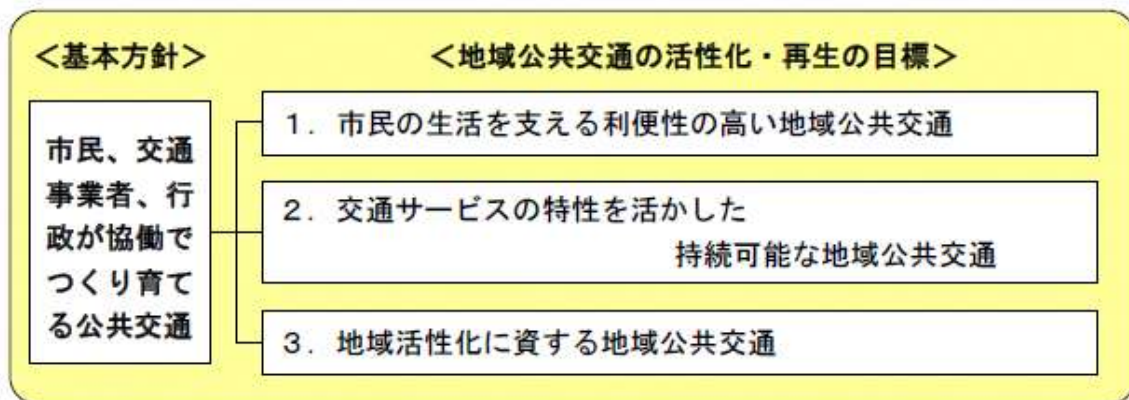 ＜基本方針＞
＜地域公共交通の活性化・再生の目標＞
市民、交通
事業者、行
政が協働で
つくり育て
る公共交通
１．市民の生活を支える利便性の高い地域公共交通
２．交通サービスの特性を活かした
持続可能な地域公共交通
３．地域活性化に資する地域公共交通